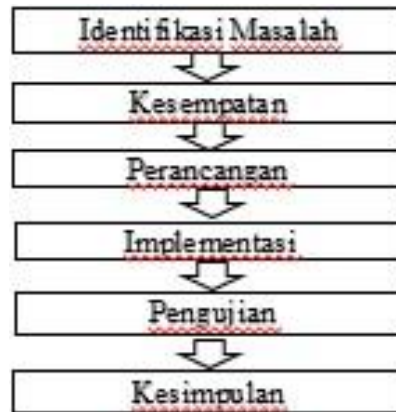 Identifikasi Masalah
Kesempatan
Perancangan
Implementasi
Pengujian
Kesimpulan